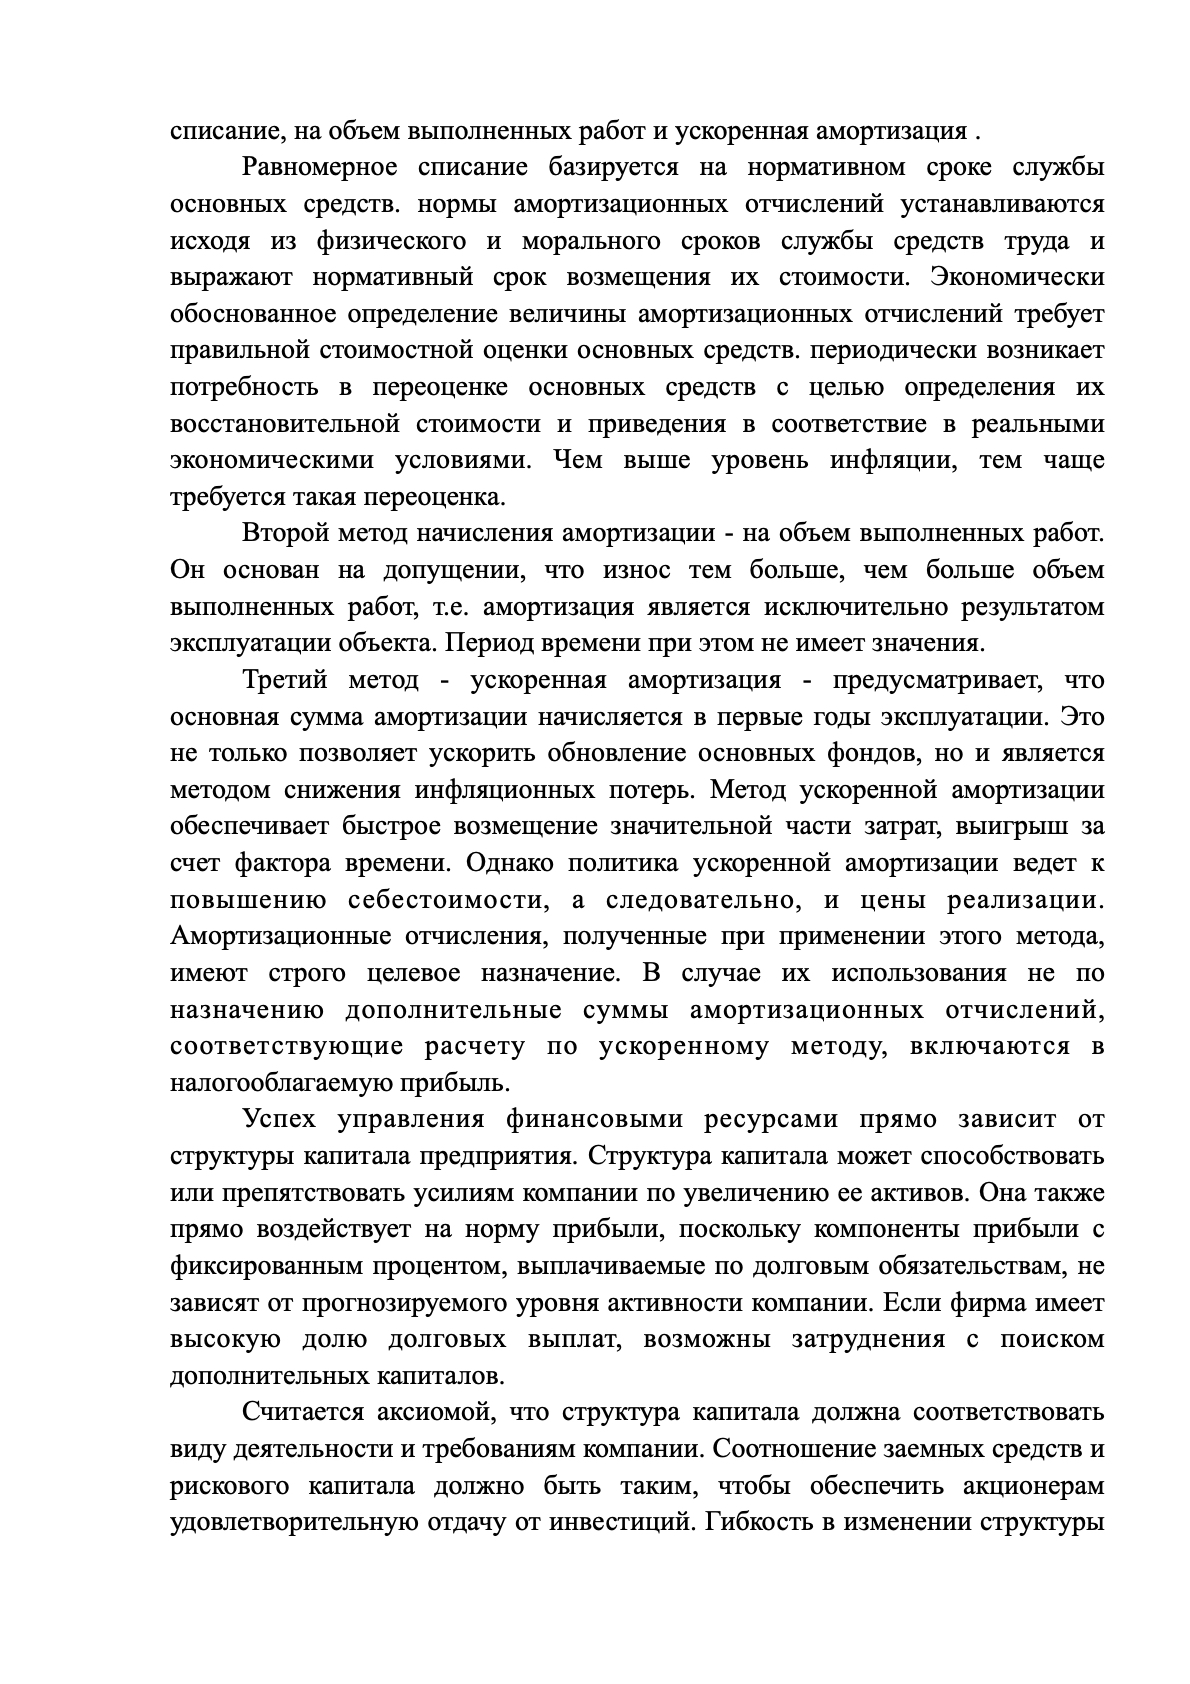 списание, на объем выполненных работ и ускоренная амортизация .
Равномерное списание базируется на нормативном сроке службы
основных средств. нормы амортизационных отчислений устанавливаются
исходя из физического и морального сроков службы средств труда и
выражают нормативный срок возмещения их стоимости. Экономически
обоснованное определение величины амортизационных отчислений требует
правильной стоимостной оценки основных средств. периодически возникает
потребность в переоценке основных средств с целью определения их
восстановительной стоимости и приведения в соответствие в реальными
экономическими условиями. Чем выше уровень инфляции, тем чаще
требуется такая переоценка.
Второй метод начисления амортизации - на объем выполненных работ.
Он основан на допущении, что износ тем больше, чем больше объем
выполненных работ, т.е. амортизация является исключительно результатом
эксплуатации объекта. Период времени при этом не имеет значения.
Третий метод - ускоренная амортизация - предусматривает, что
основная сумма амортизации начисляется в первые годы эксплуатации. Это
не только позволяет ускорить обновление основных фондов, но и является
методом снижения инфляционных потерь. Метод ускоренной амортизации
обеспечивает быстрое возмещение значительной части затрат, выигрыш за
счет фактора времени. Однако политика ускоренной амортизации ведет к
повышению себестоимости, а следовательно, и цены реализации.
Амортизационные отчисления, полученные при применении этого метода,
имеют строго целевое назначение. В случае их использования не по
назначению дополнительные суммы амортизационных отчислений,
соответствующие расчету по ускоренному методу, включаются в
налогооблагаемую прибыль.
Успех управления финансовыми ресурсами прямо зависит от
структуры капитала предприятия. Структура капитала может способствовать
или препятствовать усилиям компании по увеличению ее активов. Она также
прямо воздействует на норму прибыли, поскольку компоненты прибыли с
фиксированным процентом, выплачиваемые по долговым обязательствам, не
зависят от прогнозируемого уровня активности компании. Если фирма имеет
высокую долю долговых выплат, возможны затруднения с поиском
дополнительных капиталов.
Считается аксиомой, что структура капитала должна соответствовать
виду деятельности и требованиям компании. Соотношение заемных средств и
рискового капитала должно быть таким, чтобы обеспечить акционерам
удовлетворительную отдачу от инвестиций. Гибкость в изменении структуры